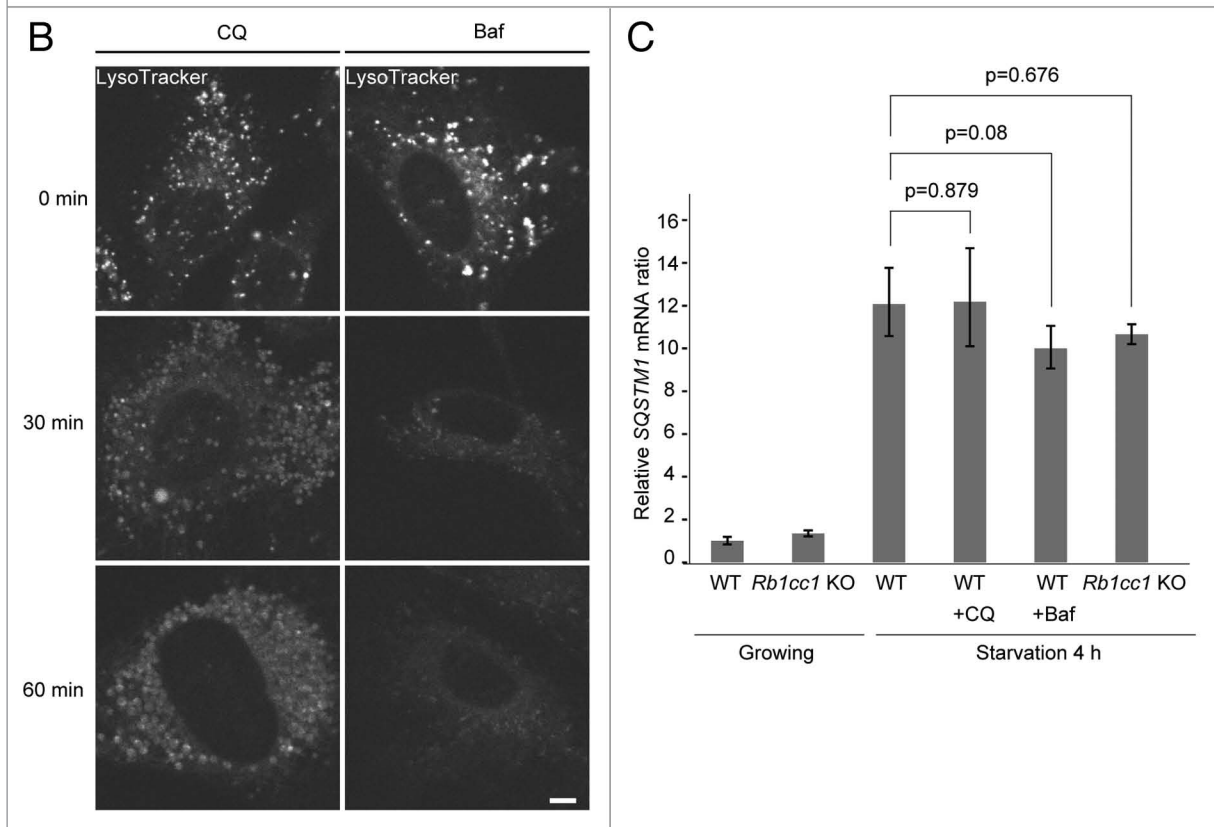 B
CQ
Baf
LysoTracker
LysoTracker
0 min
30 min
60 min
C
p=0.676
p=0.08
p=0.879
Relative SQSTM1 mRNA ratio
16
14
12
10
8
6
4
2
0
WT
Rb1cc1 KO
WT
WT
+CQ
WT
+Baf
Rb1cc1 KO
Growing
Starvation 4 h